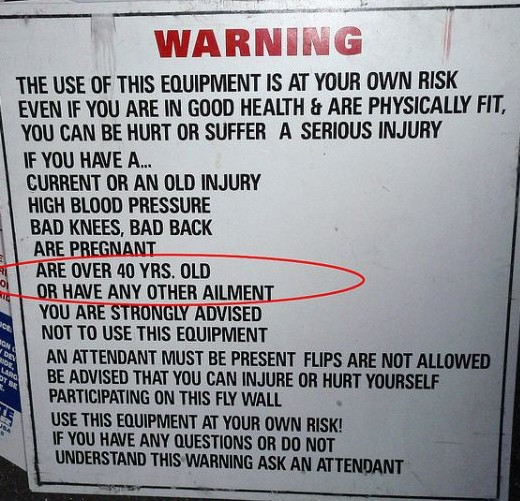 WARNING
THE USE OF THIS EQUIPMENT IS AT YOUR OWN RISK
EVEN IF YOU ARE IN GOOD HEALTH & ARE PHYSICALLY FIT,
YOU CAN BE HURT OR SUFFER A SERIOUS INJURY
IF YOU HAVE A...
CURRENT OR AN OLD INJURY
HIGH BLOOD PRESSURE
BAD KNEES, BAD BACK
ARE PREGNANT
ARE OVER 40 YRS. OLD
OR HAVE ANY OTHER AILMENT
YOU ARE STRONGLY ADVISED
NOT TO USE THIS EQUIPMENT
AN ATTENDANT MUST BE PRESENT FLIPS ARE NOT ALLOWED
BE ADVISED THAT YOU CAN INJURE OR HURT YOURSELF
PARTICIPATING ON THIS FLY WALL
USE THIS EQUIPMENT AT YOUR OWN RISK!
IF YOU HAVE ANY QUESTIONS OR DO NOT
UNDERSTAND THIS WARNING ASK AN ATTENDANT